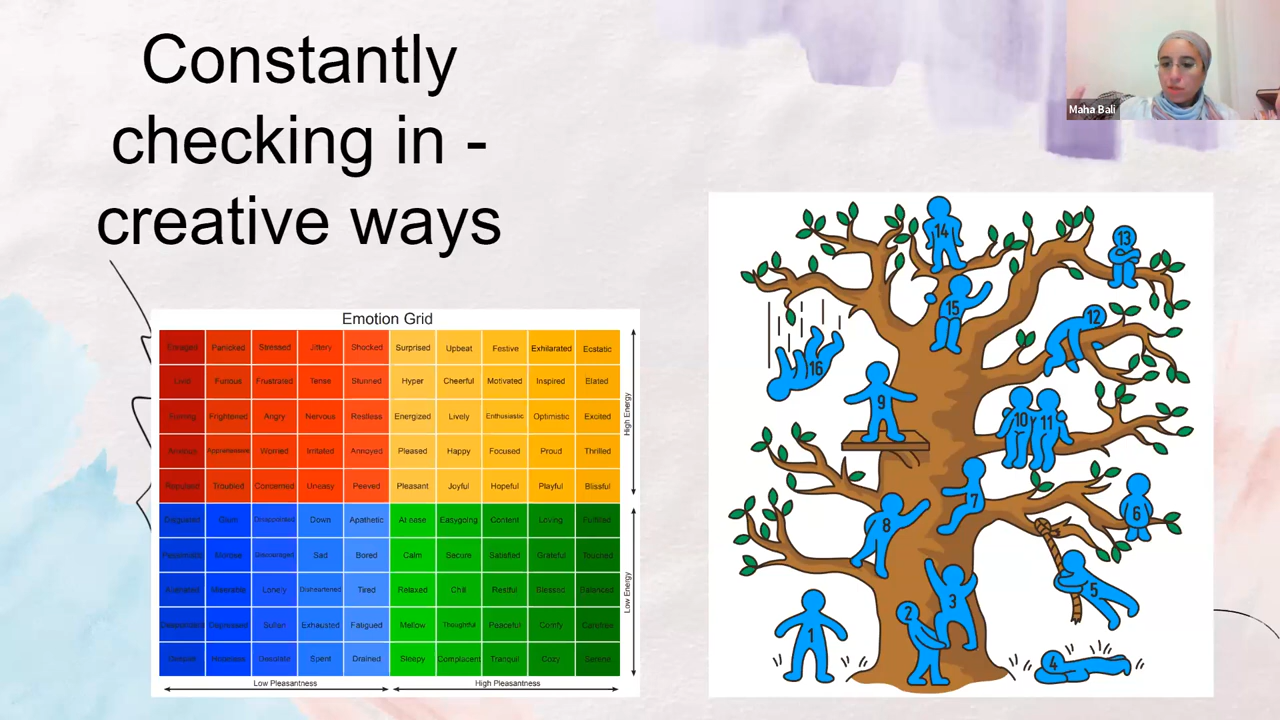 Constantly
checking in -
creative ways
Maha Bali
Emotion Grid
Enraged Panicked Stressed Jittery Shocked Surprised Upbeat Festive Exhilarated Ecstatic
Livid Furious Frustrated Tense Stunned Hyper Cheerful Motivated Inspired Elated
Fuming Frightened Angry Nervous Restless Energized Lively Enthusiastic Optimistic Excited
Anxious Apprehensive Worried Irritated Annoyed Pleased Happy Focused Proud Thrilled
Repulsed Troubled Concerned Uneasy Peeved Pleasant Joyful Hopeful Playful Blissful
Disgusted Glum Down Apathetic At ease Easygoing Content Loving Fulfilled
Pessimistic Morose Discouraged Sad Bored Calm Secure Satisfied Grateful Touched
Alienated Miserable Lonely Disheartened Tired Relaxed Chill Restful Blessed Balanced
Despondent Depressed Sullen Exhausted Fatigued Mellow Thoughtful Peaceful Comfy Carefree
Despair Hopeless Desolate Spent Drained Sleepy Complacent Tranquil Cozy Serene
High Energy
Low Energy
Low Pleasantness High Pleasantness
14
13
15
12
16
9
10 11
7
6
8
5
3
2
1
4